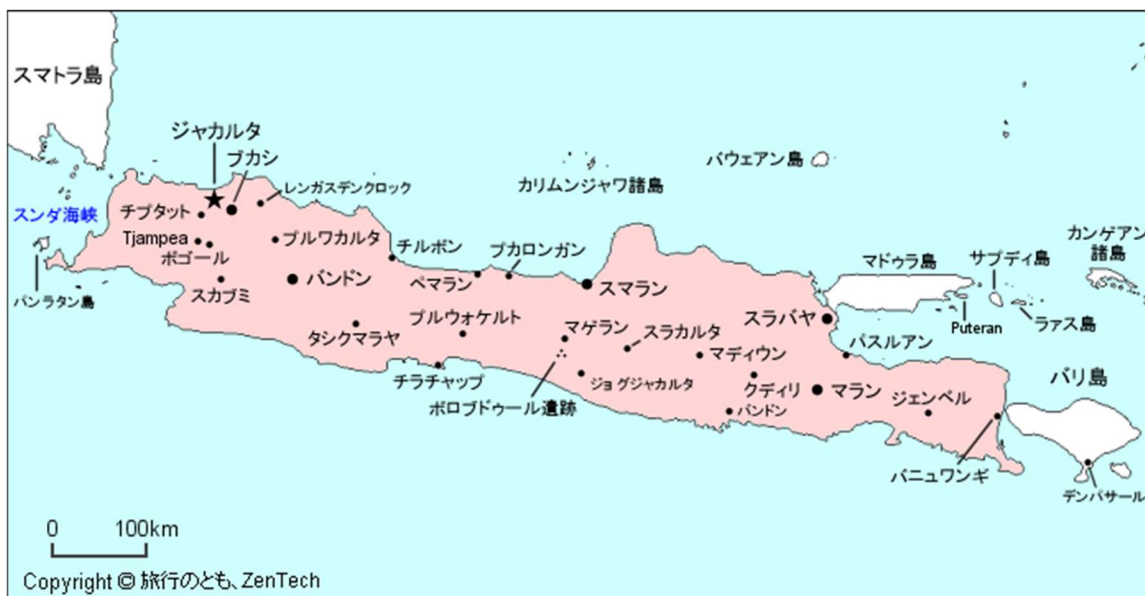 スマトラ島
ジャカルタ
ブカシ
レンガスデンクロック
チプタット
スンダ海峡
Tjampea
ボゴール
プルワカルタ
チルボン
パンラタン島
スカブミ
バンドン
ペマラン
プカロンガン
カリムンジャワ諸島
バウェアン島
スマラン
タシクマラヤ
プルウォケルト
チラチャップ
マゲラン
スラカルタ
ボロブドゥール遺跡
ジョグジャカルタ
マディウン
スラバヤ
マドゥラ島
サプディ島
カンゲアン
諸島
Puteran
ラァス島
パスルアン
クディリ
バンドン
マラン
ジェンベル
バリ島
バニュワンギ
デンパサール
0 100km
Copyright © 旅行のとも、ZenTech